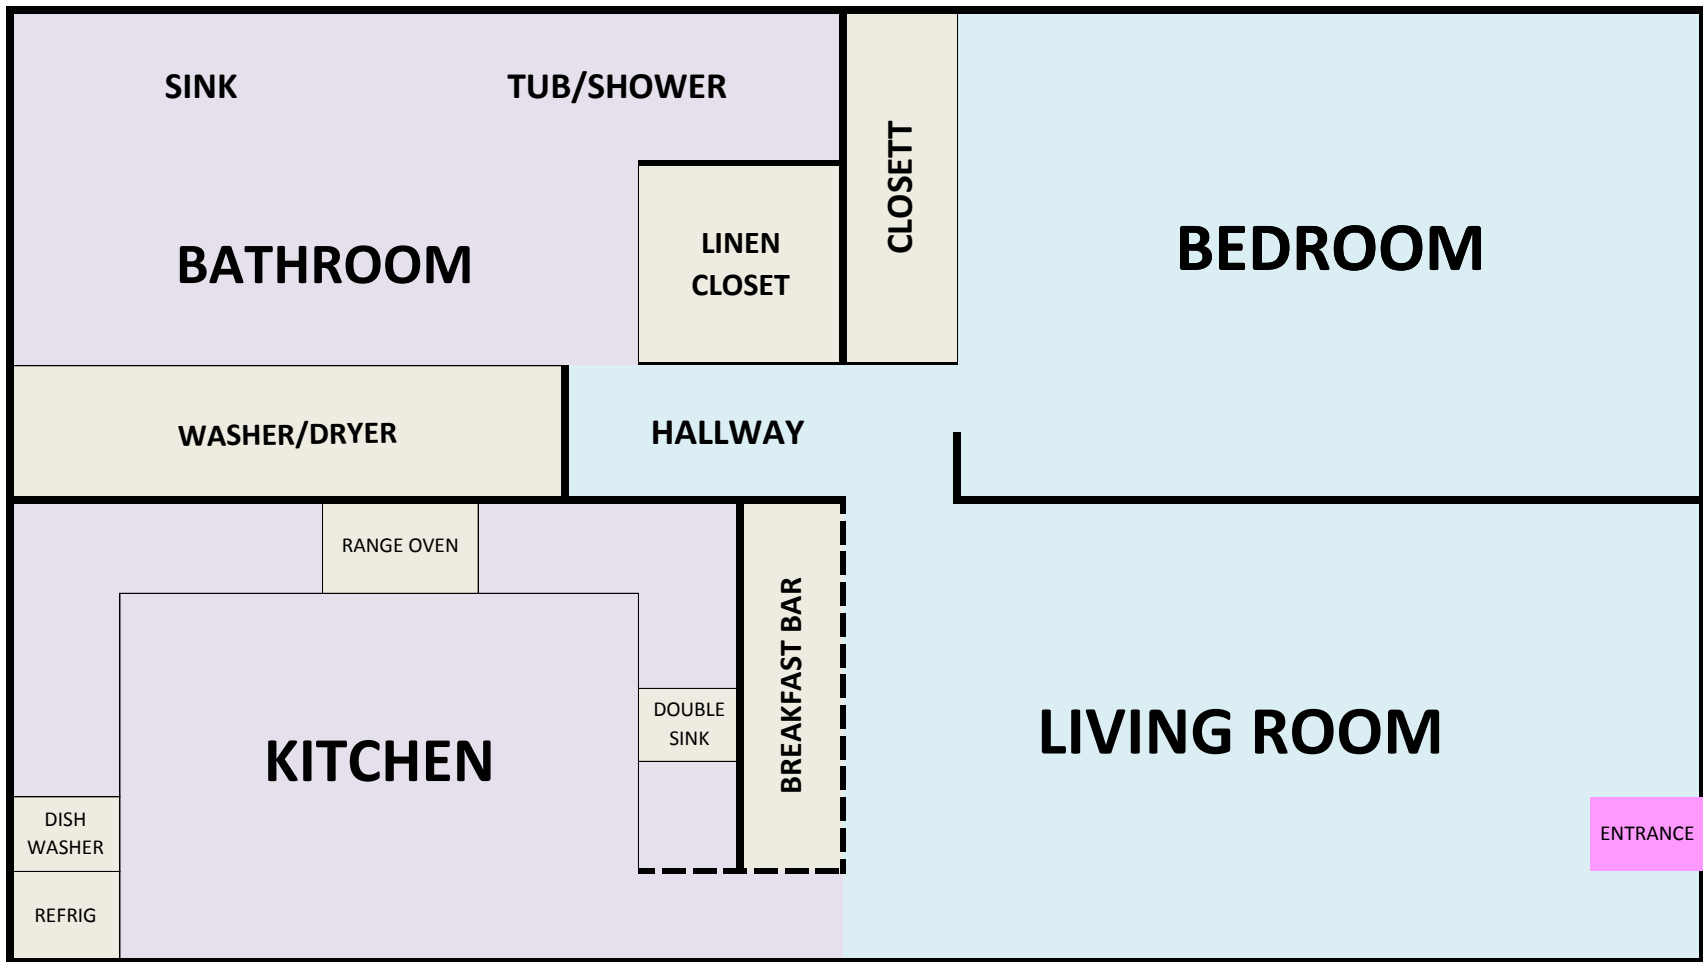 SINK
TUB/SHOWER
CLOSETT
BEDROOM
BATHROOM
LINEN
CLOSET
WASHER/DRYER
HALLWAY
RANGE OVEN
BREAKFAST BAR
DOUBLE
SINK
KITCHEN
LIVING ROOM
DISH
WASHER
ENTRANCE
REFRIG